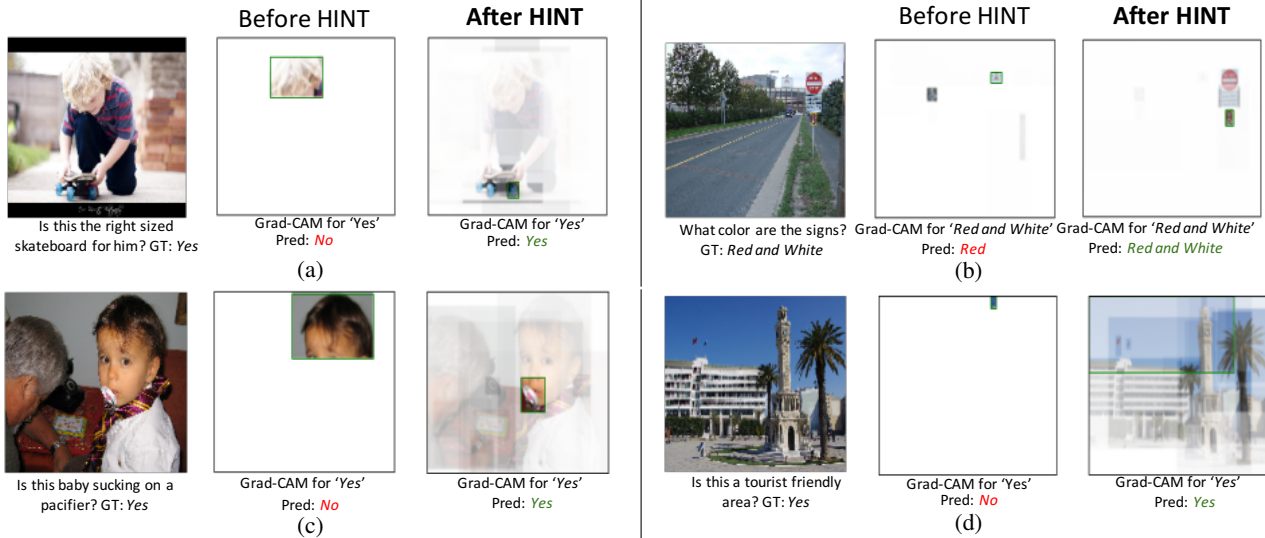 Before HINT
After HINT
Is this the right sized
skateboard for him? GT: Yes
Grad-CAM for ‘Yes’
Pred: No
Grad-CAM for ‘Yes’
Pred: Yes
(a)
Before HINT
After HINT
What color are the signs?
GT: Red and White
Grad-CAM for ‘Red and White’
Pred: Red
Grad-CAM for ‘Red and White’
Pred: Red and White
(b)
Is this baby sucking on a
pacifier? GT: Yes
Grad-CAM for ‘Yes’
Pred: No
Grad-CAM for ‘Yes’
Pred: Yes
(c)
Is this a tourist friendly
area? GT: Yes
Grad-CAM for ‘Yes’
Pred: No
Grad-CAM for ‘Yes’
Pred: Yes
(d)